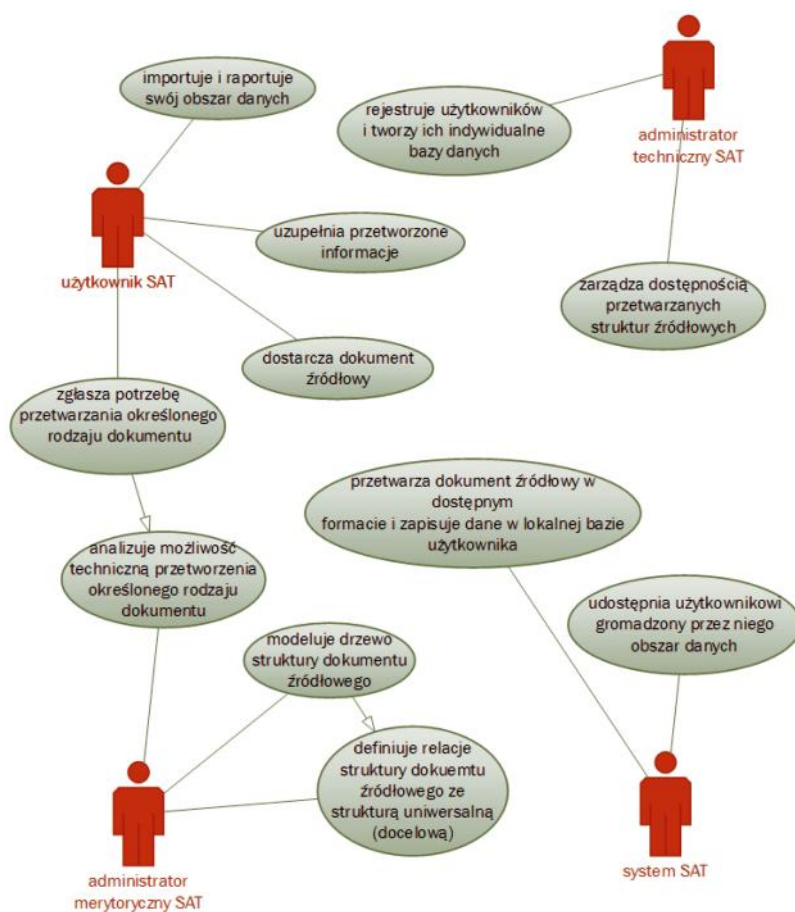 importuje i raportuje
swój obszar danych
rejestruje użytkowników
i tworzy ich indywidualne
bazy danych
administrator
techniczny SAT
uzupełnia przetworzone
informacje
użytkownik SAT
zarządza dostępnością
przetwarzanych
struktur źródłowych
dostarcza dokument
źródłowy
zgłasza potrzebę
przetwarzania określonego
rodzaju dokumentu
przetwarza dokument źródłowy w
dostępnym
formacie i zapisuje dane w lokalnej bazie
użytkownika
analizuje możliwość
techniczną przetworzenia
określonego rodzaju
dokumentu
udostępnia użytkownikowi
gromadzony przez niego
obszar danych
modeluje drzewo
struktury dokumentu
źródłowego
definiuje relacje
struktury dokuemtu
źródłowego ze
strukturą uniwersalną
(docelową)
administrator
merytoryczny SAT
system SAT